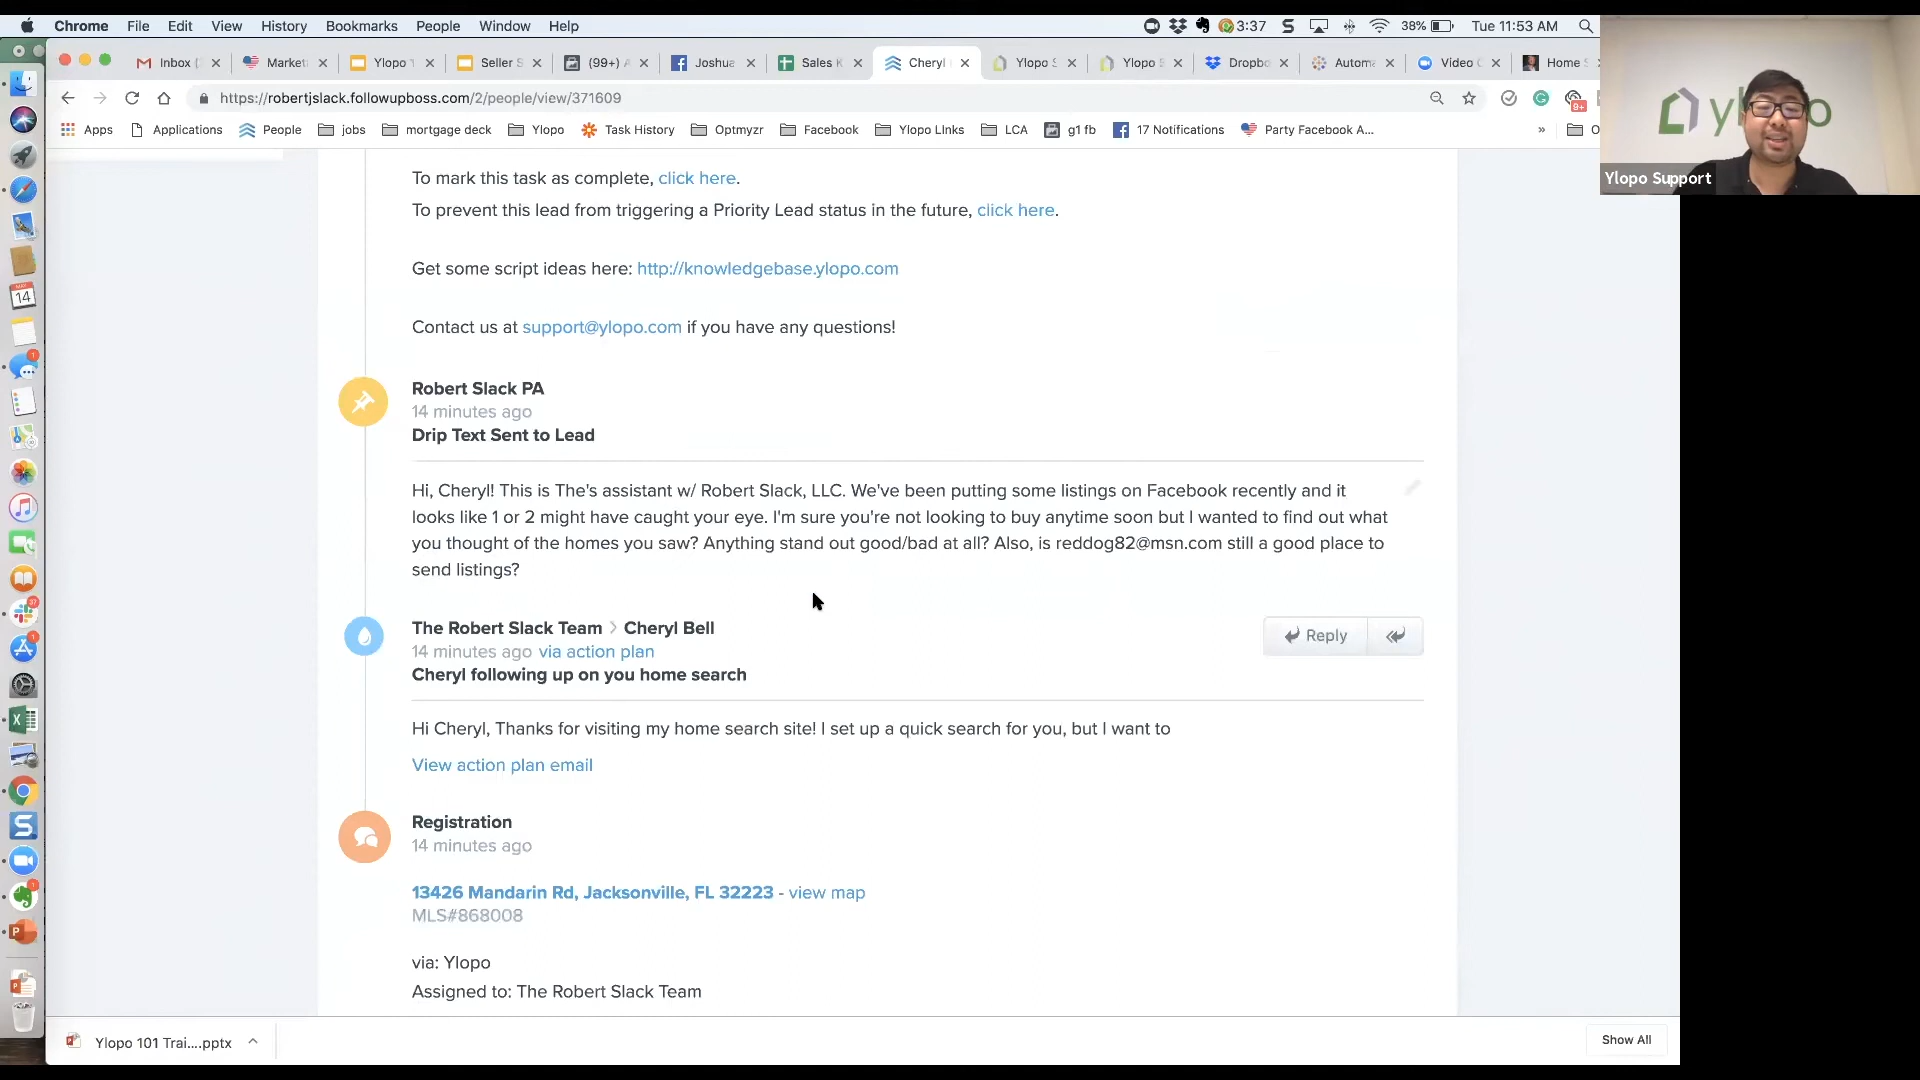 Chrome File Edit View History Bookmarks People Window Help 3:37 38% Tue 11:53 AM
Inbox Market Ylopo Seller S (99+) Joshua Sales K Cheryl Ylopo S Ylopo Dropbo Autom Video Home
https://robertjslack.followupboss.com/2/people/view/371609
9+
Apps Applications People jobs mortgage deck Ylopo Task History Optmyzr Facebook Ylopo LInks LCA g1 fb 17 Notifications Party Facebook A... »
ylopo
Ylopo Support
To mark this task as complete, click here.
To prevent this lead from triggering a Priority Lead status in the future, click here.
Get some script ideas here: http://knowledgebase.ylopo.com
Contact us at support@ylopo.com if you have any questions!
Robert Slack PA
14 minutes ago
Drip Text Sent to Lead
Hi, Cheryl! This is The's assistant w/ Robert Slack, LLC. We've been putting some listings on Facebook recently and it
looks like 1 or 2 might have caught your eye. I'm sure you're not looking to buy anytime soon but I wanted to find out what
you thought of the homes you saw? Anything stand out good/bad at all? Also, is reddog82@msn.com still a good place to
send listings?
The Robert Slack Team > Cheryl Bell
14 minutes ago via action plan
Cheryl following up on you home search
Reply
Hi Cheryl, Thanks for visiting my home search site! I set up a quick search for you, but I want to
View action plan email
Registration
14 minutes ago
13426 Mandarin Rd, Jacksonville, FL 32223 - view map
MLS#868008
via: Ylopo
Assigned to: The Robert Slack Team
Ylopo 101 Trai....pptx
Show All